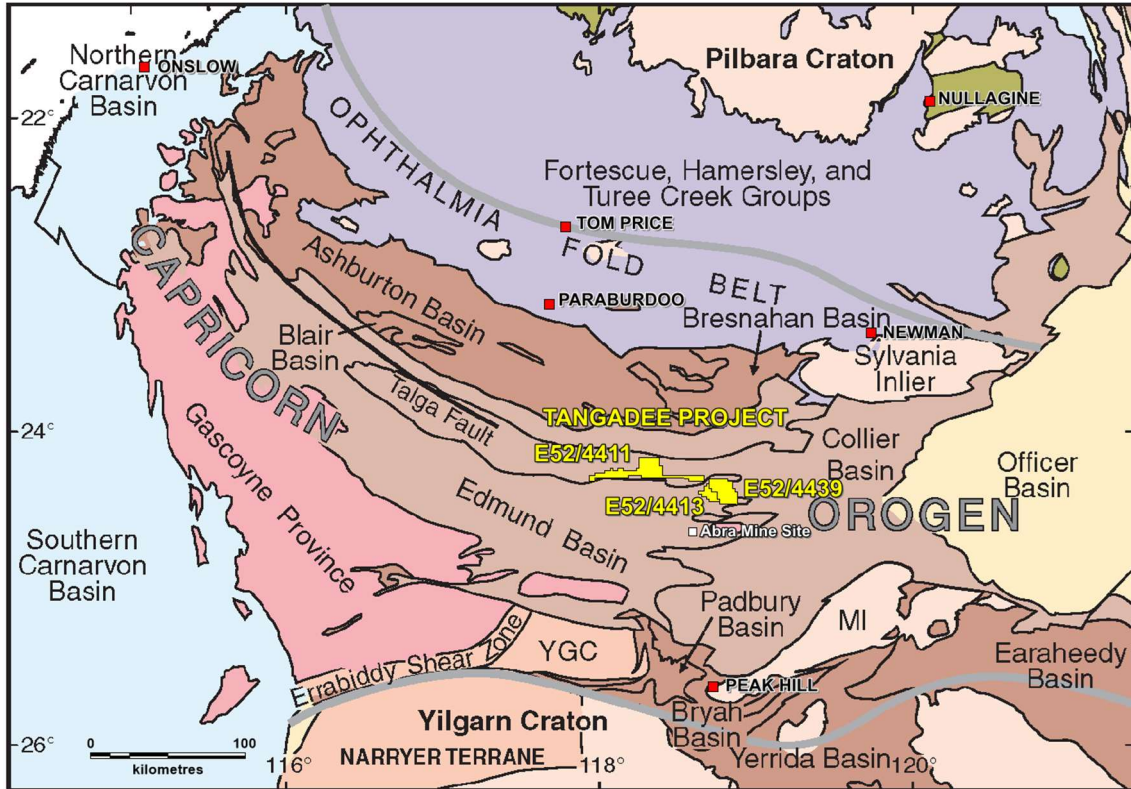 Northern
Carnarvon
Basin
ONSLOW
Pilbara Craton
NULLAGINE
22°
OPHTHALMIA
FOLD
BELT
Fortescue, Hamersley, and
Turee Creek Groups
TOM PRICE
CAPRICORN
OROGEN
Ashburton Basin
PARABURDOO
Bresnahan Basin
NEWMAN
Sylvania
Inlier
Blair
Basin
Talga Fault
24°
TANGADEE PROJECT
E52/4411
E52/4413
E52/4439
Collier
Basin
Officer
Basin
Gascoyne Province
Edmund Basin
Abra Mine Site
Southern
Carnarvon
Basin
Padbury
Basin
MI
YGC
Errabiddy Shear Zone
Earaheedy
Basin
PEAK HILL
Bryah
Basin
Yilgarn Craton
NARRYER TERRANE
Yerrida Basin
26°
0
100
kilometres
116°
118°
120°